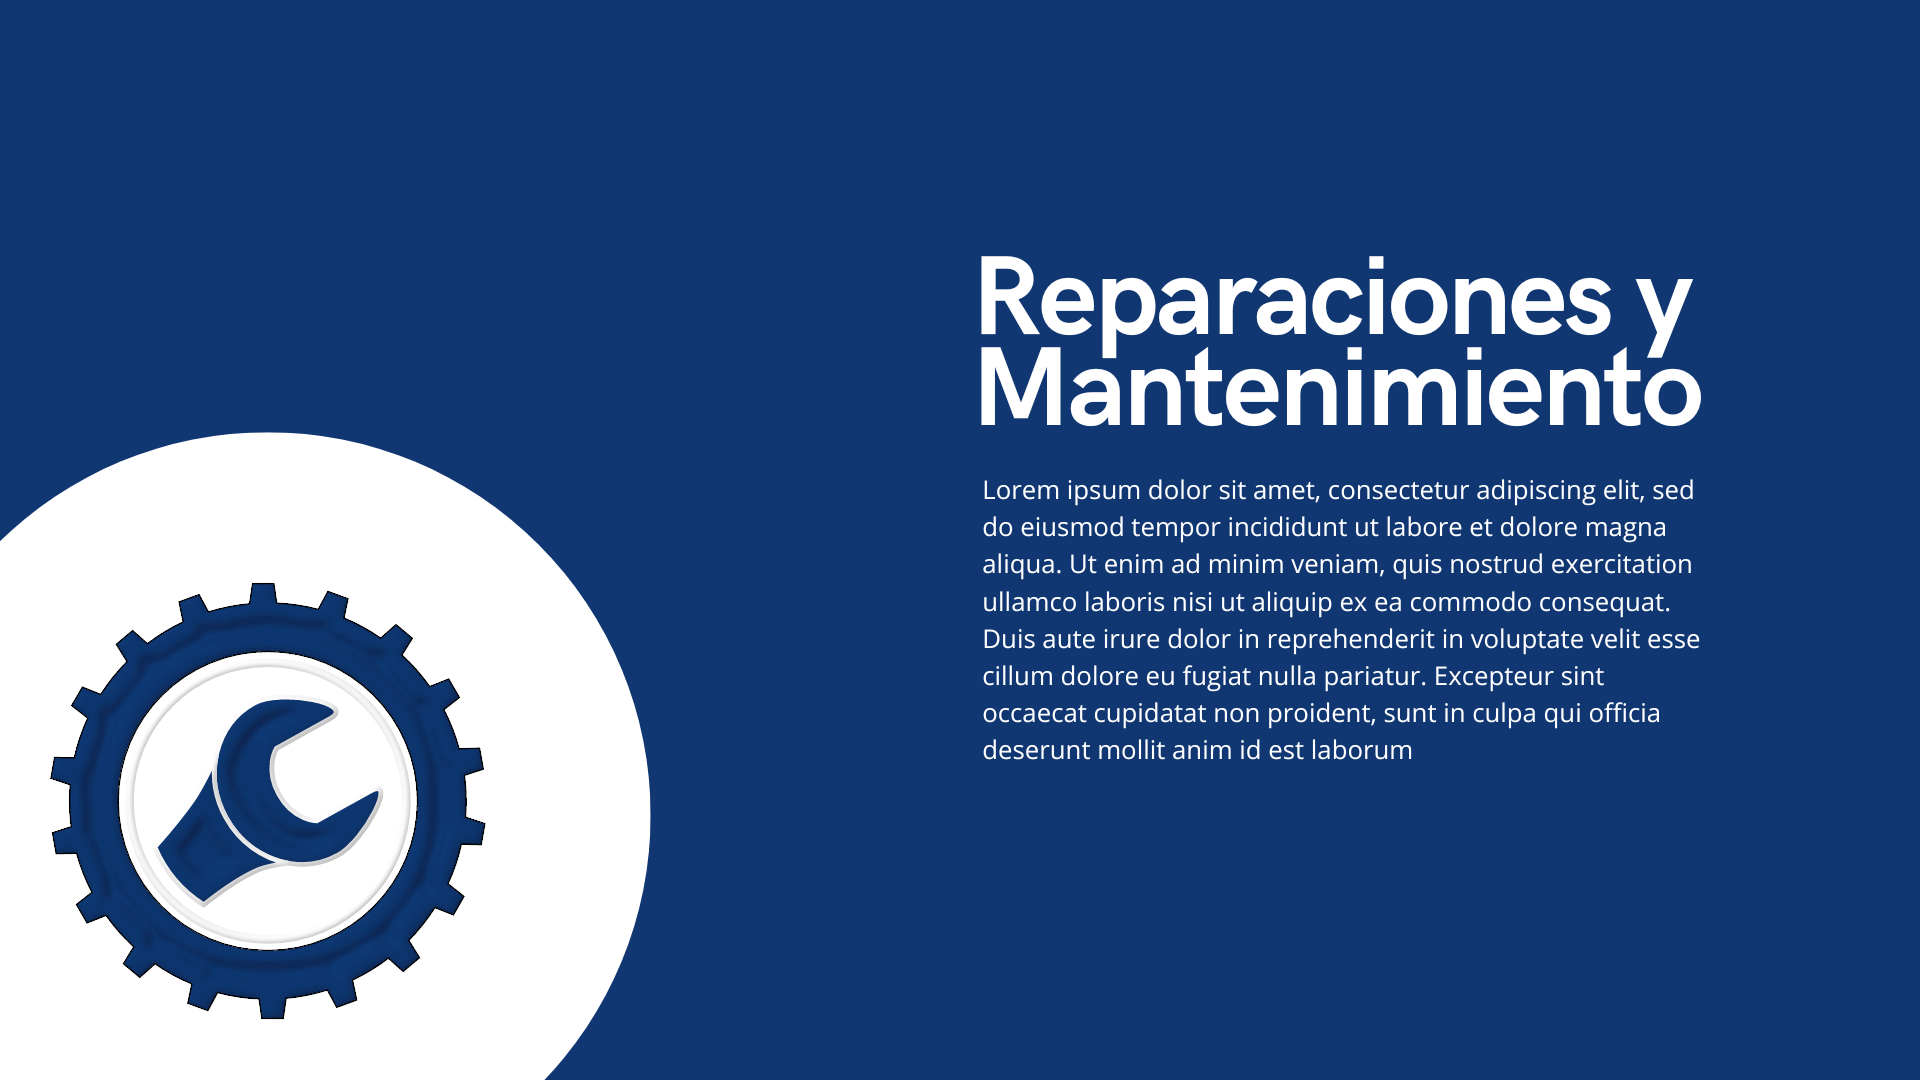 Reparaciones y
Mantenimiento
Lorem ipsum dolor sit amet, consectetur adipiscing elit, sed
do eiusmod tempor incididunt ut labore et dolore magna
aliqua. Ut enim ad minim veniam, quis nostrud exercitation
ullamco laboris nisi ut aliquip ex ea commodo consequat.
Duis aute irure dolor in reprehenderit in voluptate velit esse
cillum dolore eu fugiat nulla pariatur. Excepteur sint
occaecat cupidatat non proident, sunt in culpa qui officia
deserunt mollit anim id est laborum